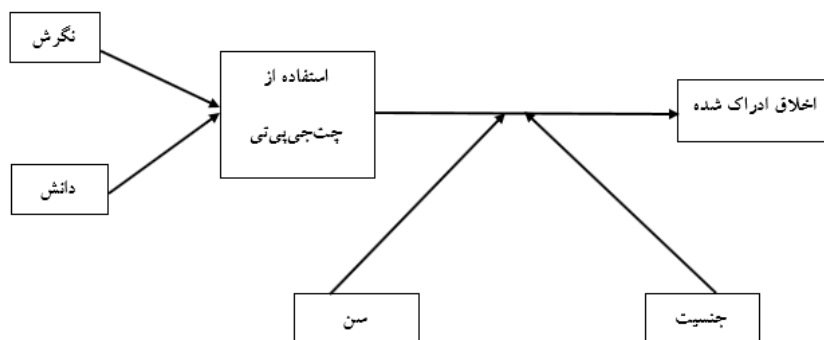 نگرش
استفاده از
چت‌جی‌پی‌تی
اخلاق ادراک شده
دانش
سن
جنسیت